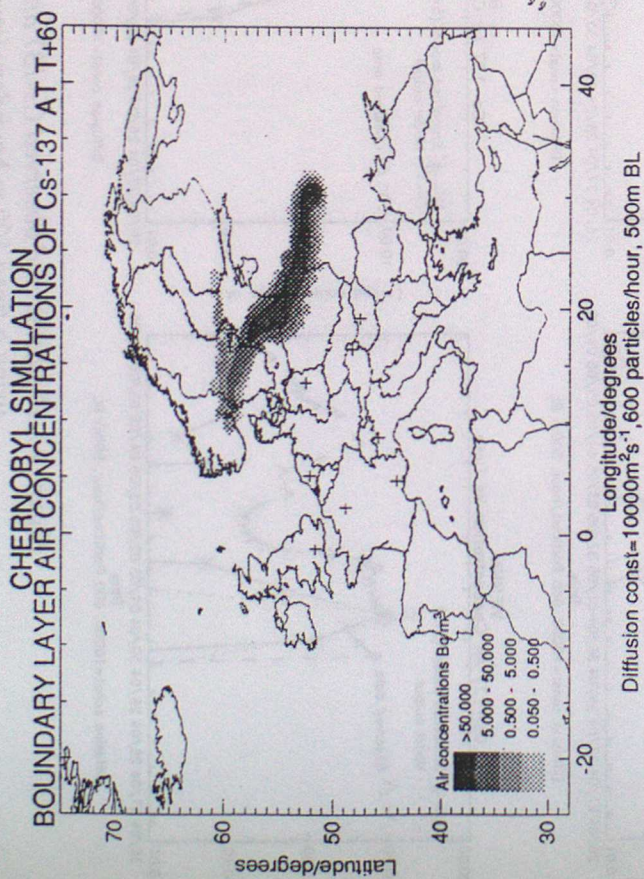 CHERNOBYL SIMULATION
BOUNDARY LAYER AIR CONCENTRATIONS OF Cs-137 AT T+60
Latitude/degrees
70
60
50
40
30
Air concentrations Bq/m³
>50.000
5.000 - 50.000
0.500 - 5.000
0.050 - 0.500
-20
0
20
40
Longitude/degrees
Diffusion const=10000m²s⁻¹,600 particles/hour, 500m BL